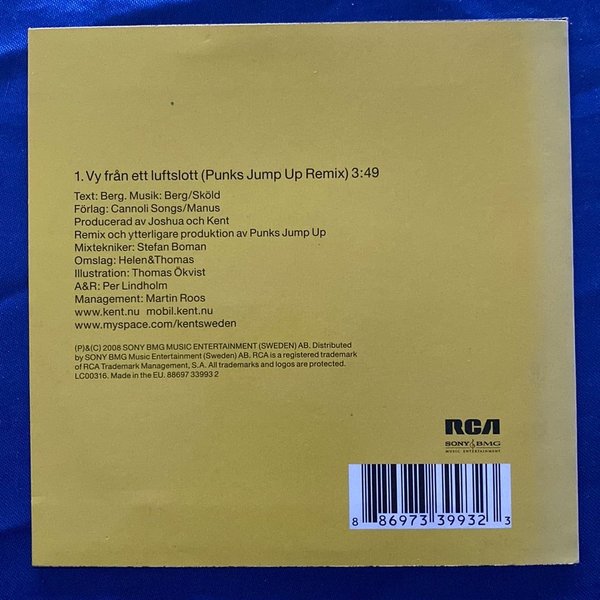 1. Vy från ett luftslott (Punks Jump Up Remix) 3:49
Text: Berg. Musik: Berg/Sköld
Förlag: Cannoli Songs/Manus
Producerad av Joshua och Kent
Remix och ytterligare produktion av Punks Jump Up
Mixtekniker: Stefan Boman
Omslag: Helen&Thomas
Illustration: Thomas Ökvist
A&R: Per Lindholm
Management: Martin Roos
www.kent.nu mobil.kent.nu
www.myspace.com/kentsweden
(P)&(C) 2008 SONY BMG MUSIC ENTERTAINMENT (SWEDEN) AB. Distributed
by SONY BMG Music Entertainment (Sweden) AB. RCA is a registered trademark
of RCA Trademark Management, S.A. All trademarks and logos are protected.
LC00316. Made in the EU. 88697 33993 2
RCA
SONY BMG
MUSIC ENTERTAINMENT
8 86973 39932 3